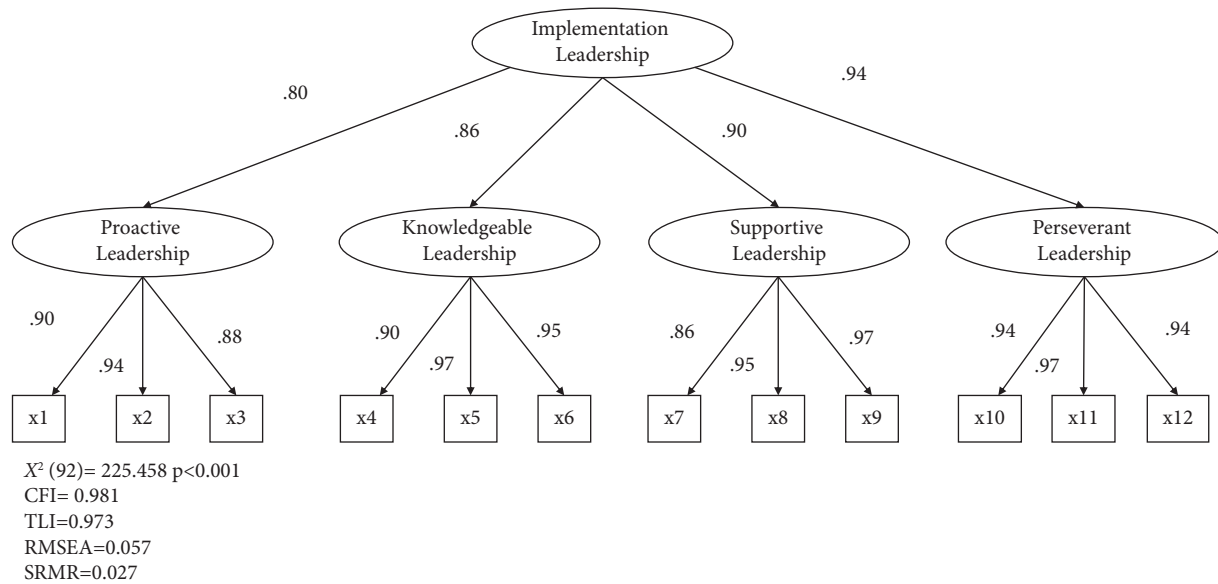 Implementation
Leadership
.80
.86
.90
.94
Proactive
Leadership
Knowledgeable
Leadership
Supportive
Leadership
Perseverant
Leadership
.90
.94
.88
.90
.97
.95
.86
.95
.97
.94
.97
.94
x1
x2
x3
x4
x5
x6
x7
x8
x9
x10
x11
x12
X² (92)= 225.458 p<0.001
CFI= 0.981
TLI=0.973
RMSEA=0.057
SRMR=0.027